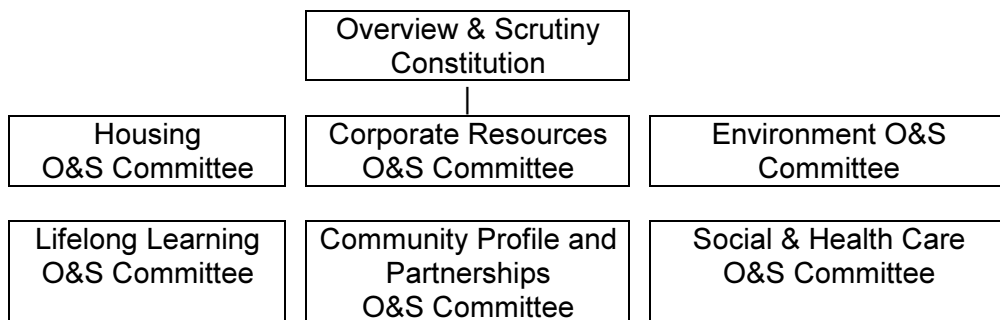 Overview & Scrutiny
Constitution
Housing
O&S Committee
Corporate Resources
O&S Committee
Environment O&S
Committee
Lifelong Learning
O&S Committee
Community Profile and
Partnerships
O&S Committee
Social & Health Care
O&S Committee